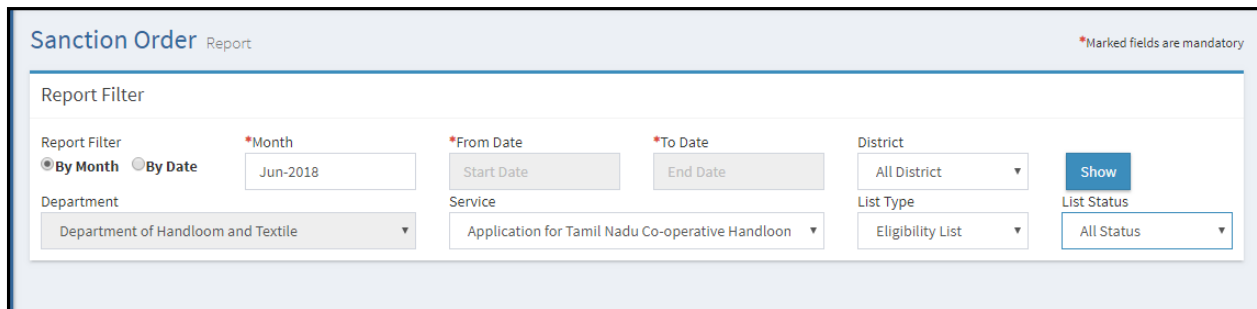 Sanction Order Report
*Marked fields are mandatory
Report Filter
Report Filter *Month *From Date *To Date District
By Month By Date Jun-2018 Start Date End Date All District Show
Department Service List Type List Status
Department of Handloom and Textile Application for Tamil Nadu Co-operative Handloon Eligibility List All Status